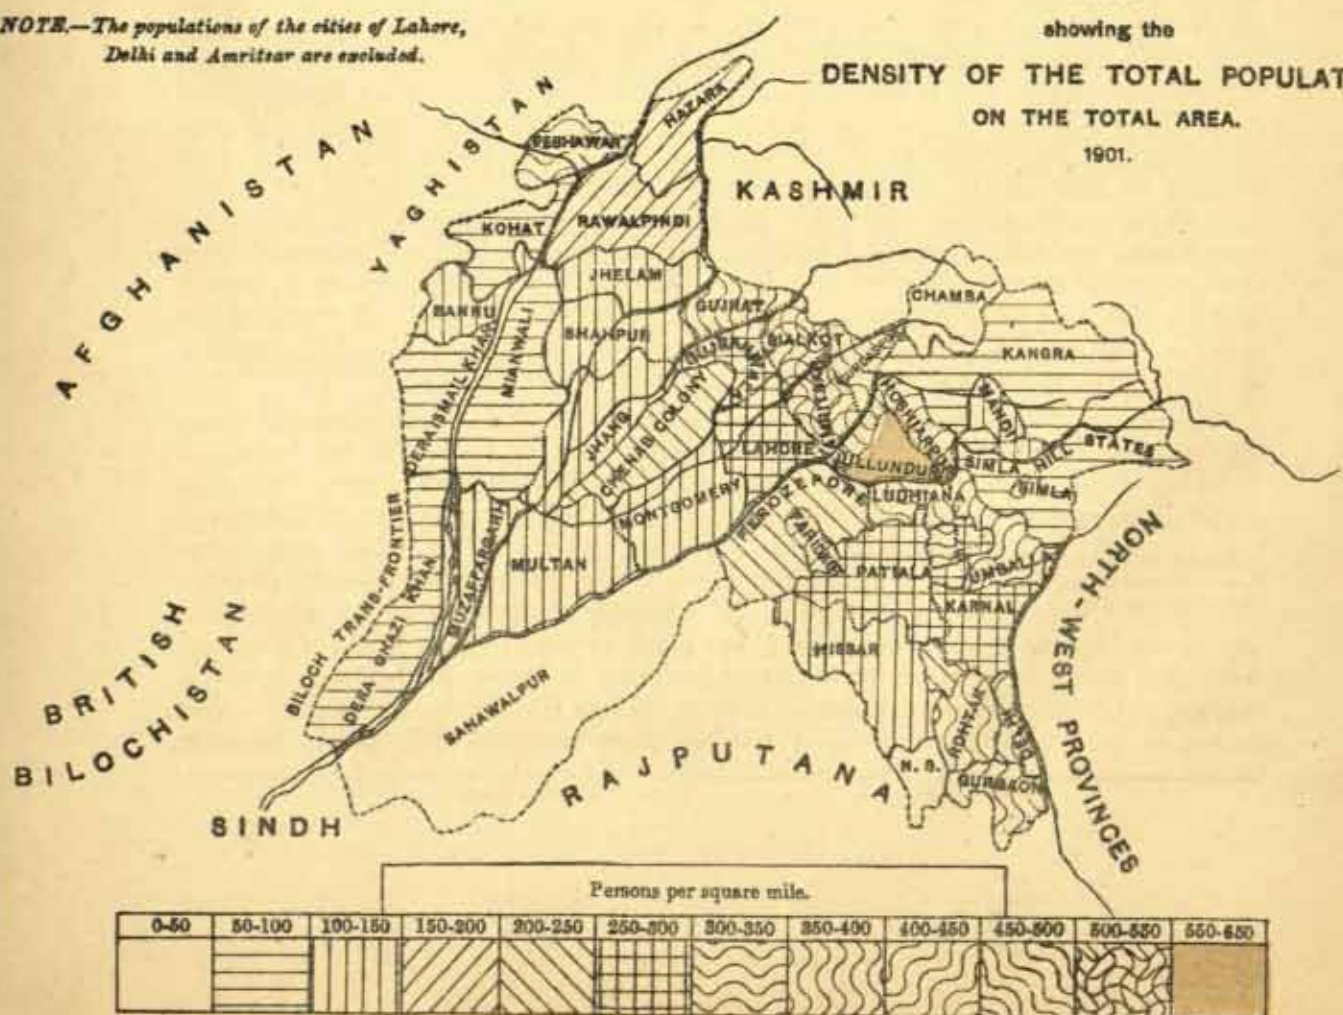 NOTE.—The populations of the cities of Lahore,
Delhi and Amritsar are excluded.
showing the
DENSITY OF THE TOTAL POPULAT
ON THE TOTAL AREA.
1901.
AFGHANISTAN
YAGHISTAN
HAZARA
PESHAWAR
KASHMIR
KOHAT
RAWALPINDI
JHELAM
BANNU
GUJRAT
CHAMBA
SHAHPUR
SIALKOT
KANGRA
MIANWALI
DERA ISMAIL KHAN
JHANG
CHENAB COLONY
HOSHIARPUR
MANDI
LAHORE
SIMLA HILL STATES
SIMLA
LUDHIANA
MONTGOMERY
FEROZEPORE
FARIDKOT
MULTAN
MUZAFFARGARH
PATIALA
UMBALLA
KARNAL
NORTH-WEST PROVINCES
BILOCH TRANS-FRONTIER
DERA GHAZI KHAN
HISSAR
BRITISH
BILOCHISTAN
BAHAWALPUR
ROHTAK
DELHI
N. S.
GURGAON
RAJPUTANA
SINDH
Persons per square mile.
0-50 50-100 100-150 150-200 200-250 250-300 300-350 350-400 400-450 450-500 500-550 550-650